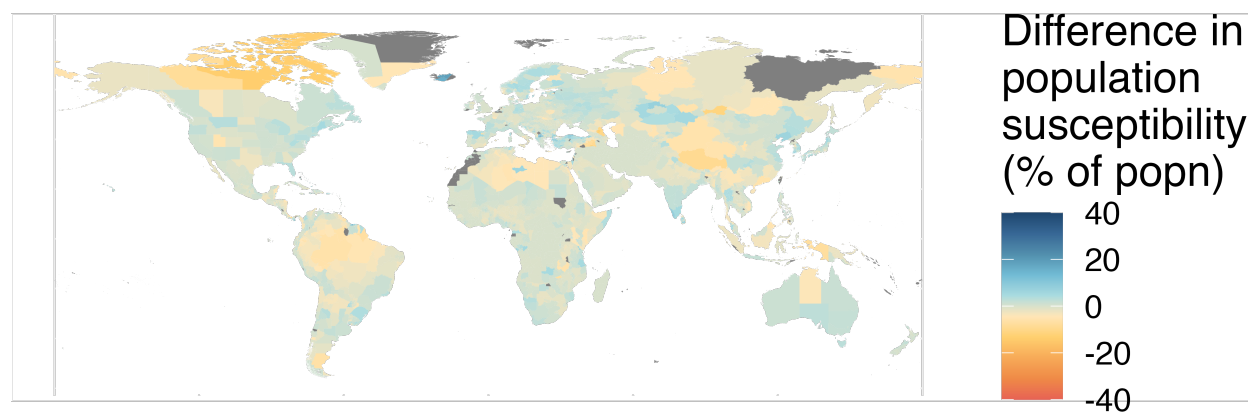 Difference in
population
susceptibility
(% of popn)
40
20
0
-20
-40